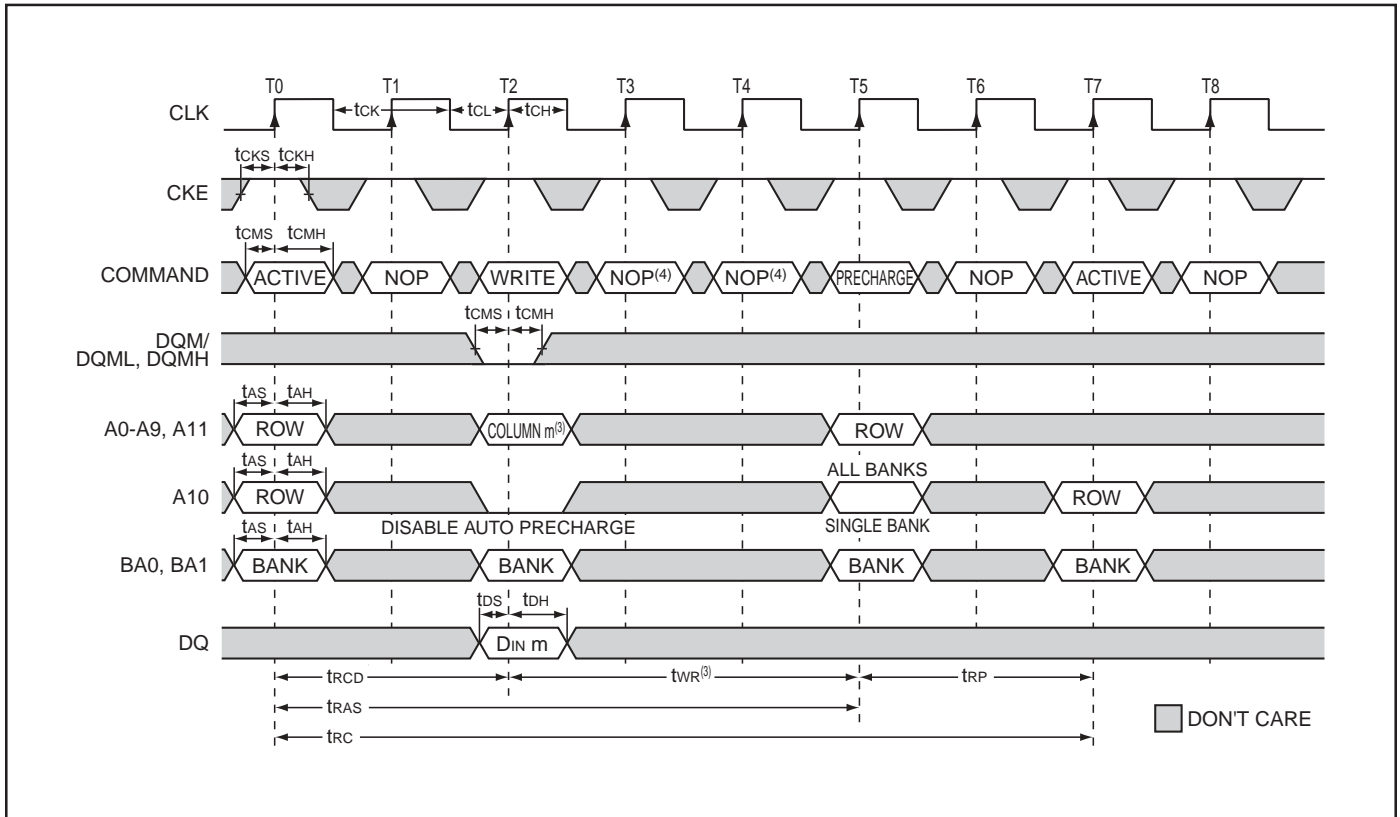 T0 T1 T2 T3 T4 T5 T6 T7 T8
CLK
tCK tCL tCH
tCKS tCKH
CKE
tCMS tCMH
COMMAND ACTIVE NOP WRITE NOP(4) NOP(4) PRECHARGE NOP ACTIVE NOP
tCMS tCMH
DQM/
DQML, DQMH
tAS tAH
A0-A9, A11 ROW COLUMN m(3) ROW
tAS tAH ALL BANKS
A10 ROW ROW
tAS tAH DISABLE AUTO PRECHARGE SINGLE BANK
BA0, BA1 BANK BANK BANK BANK
tDS tDH
DQ DIN m
tRCD tWR(3) tRP
tRAS
DON'T CARE
tRC